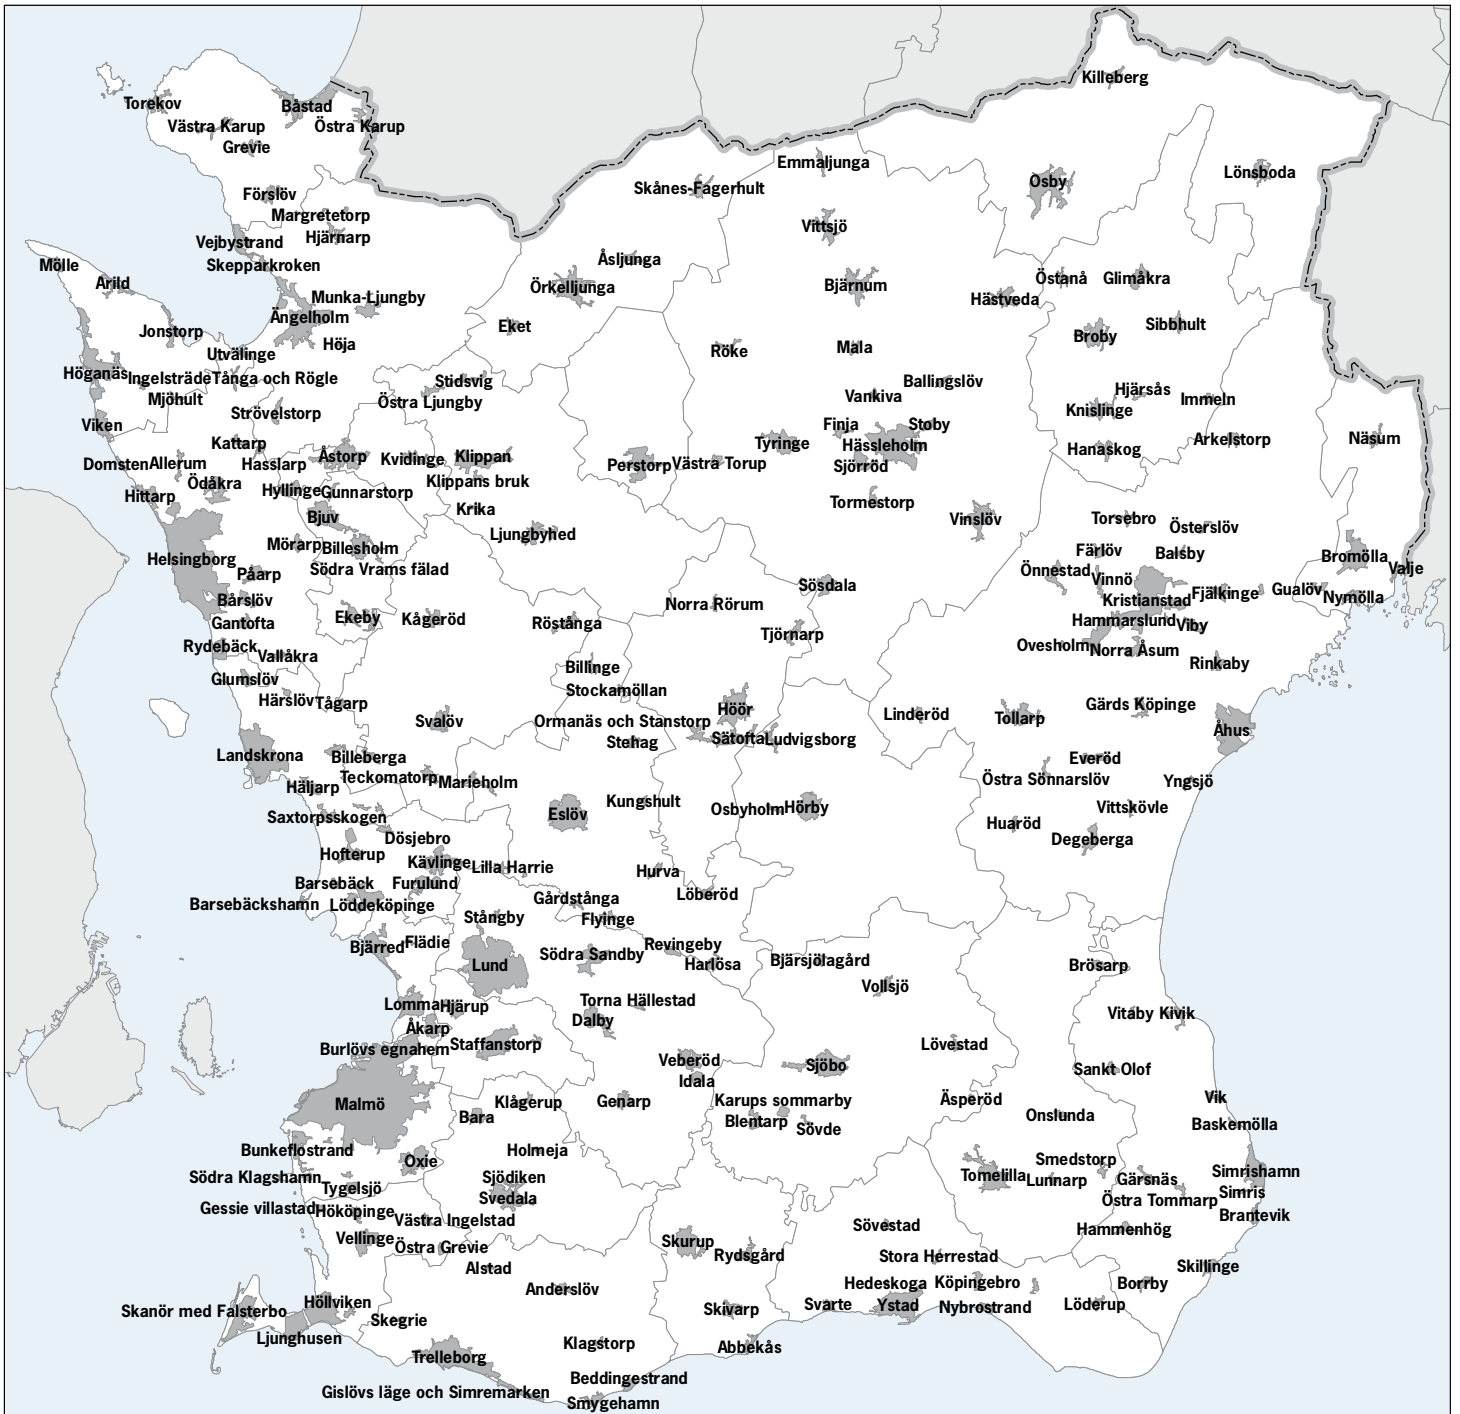 Killeberg
Torekov
Båstad
Västra Karup
Östra Karup
Grevie
Emmaljunga
Lönsboda
Osby
Skånes-Fagerhult
Förslöv
Margretetorp
Vittsjö
Hjärnarp
Vejbystrand
Åsljunga
Mölle
Skepparkroken
Östanå
Glimåkra
Arild
Örkelljunga
Bjärnum
Munka-Ljungby
Hästveda
Ängelholm
Sibbhult
Eket
Jonstorp
Broby
Höja
Röke
Mala
Utvälinge
Höganäs
Ingelsträde
Tånga och Rögle
Stidsvig
Ballingslöv
Hjärsås
Vankiva
Mjöhult
Immeln
Östra Ljungby
Knislinge
Strövelstorp
Viken
Finja
Stoby
Näsum
Arkelstorp
Kattarp
Tyringe
Hässleholm
Hanaskog
Åstorp
Kvidinge
Klippan
Domsten
Allerum
Hasslarp
Perstorp
Västra Torup
Sjörröd
Klippans bruk
Ödåkra
Hyllinge
Gunnarstorp
Hittarp
Tormestorp
Krika
Bjuv
Torsebro
Vinslöv
Österslöv
Ljungbyhed
Mörarp
Billesholm
Färlöv
Balsby
Bromölla
Helsingborg
Valje
Södra Vrams fälad
Önnestad
Påarp
Vinnö
Sösdala
Gualöv
Fjälkinge
Nymölla
Bårslöv
Kristianstad
Norra Rörum
Ekeby
Kågeröd
Hammarslund
Gantofta
Röstånga
Viby
Tjörnarp
Rydebäck
Ovesholm
Norra Åsum
Vallåkra
Rinkaby
Billinge
Glumslöv
Stockamöllan
Härslöv
Tågarp
Gärds Köpinge
Höör
Linderöd
Tollarp
Svalöv
Ormanäs och Stanstorp
Åhus
Stehag
Sätofta
Ludvigsborg
Landskrona
Billeberga
Everöd
Teckomatorp
Östra Sönnarslöv
Marieholm
Yngsjö
Häljarp
Kungshult
Osbyholm
Hörby
Vittskövle
Eslöv
Saxtorpsskogen
Huaröd
Dösjebro
Degeberga
Hofterup
Kävlinge
Lilla Harrie
Hurva
Barsebäck
Furulund
Löberöd
Gårdstånga
Barsebäckshamn
Löddeköpinge
Stångby
Flyinge
Bjärred
Flädie
Revingeby
Södra Sandby
Bjärsjölagård
Lund
Harlösa
Brösarp
Vollsjö
Torna Hällestad
Lomma
Hjärup
Vitaby
Kivik
Dalby
Åkarp
Burlövs egnahem
Staffanstorp
Lövestad
Veberöd
Sjöbo
Sankt Olof
Idala
Äsperöd
Vik
Malmö
Klågerup
Genarp
Karups sommarby
Bara
Onslunda
Blentarp
Sövde
Baskemölla
Bunkeflostrand
Holmeja
Oxie
Smedstorp
Simrishamn
Södra Klagshamn
Sjödiken
Tomelilla
Lunnarp
Gärsnäs
Tygelsjö
Svedala
Simris
Östra Tommarp
Gessie villastad
Hököpinge
Brantevik
Västra Ingelstad
Sövestad
Hammenhög
Vellinge
Östra Grevie
Skurup
Rydsgård
Stora Herrestad
Alstad
Skillinge
Hedeskoga
Köpingebro
Borrby
Anderslöv
Höllviken
Svarte
Ystad
Nybrostrand
Löderup
Skanör med Falsterbo
Skivarp
Skegrie
Ljunghusen
Klagstorp
Abbekås
Trelleborg
Beddingestrand
Gislövs läge och Simremarken
Smygehamn